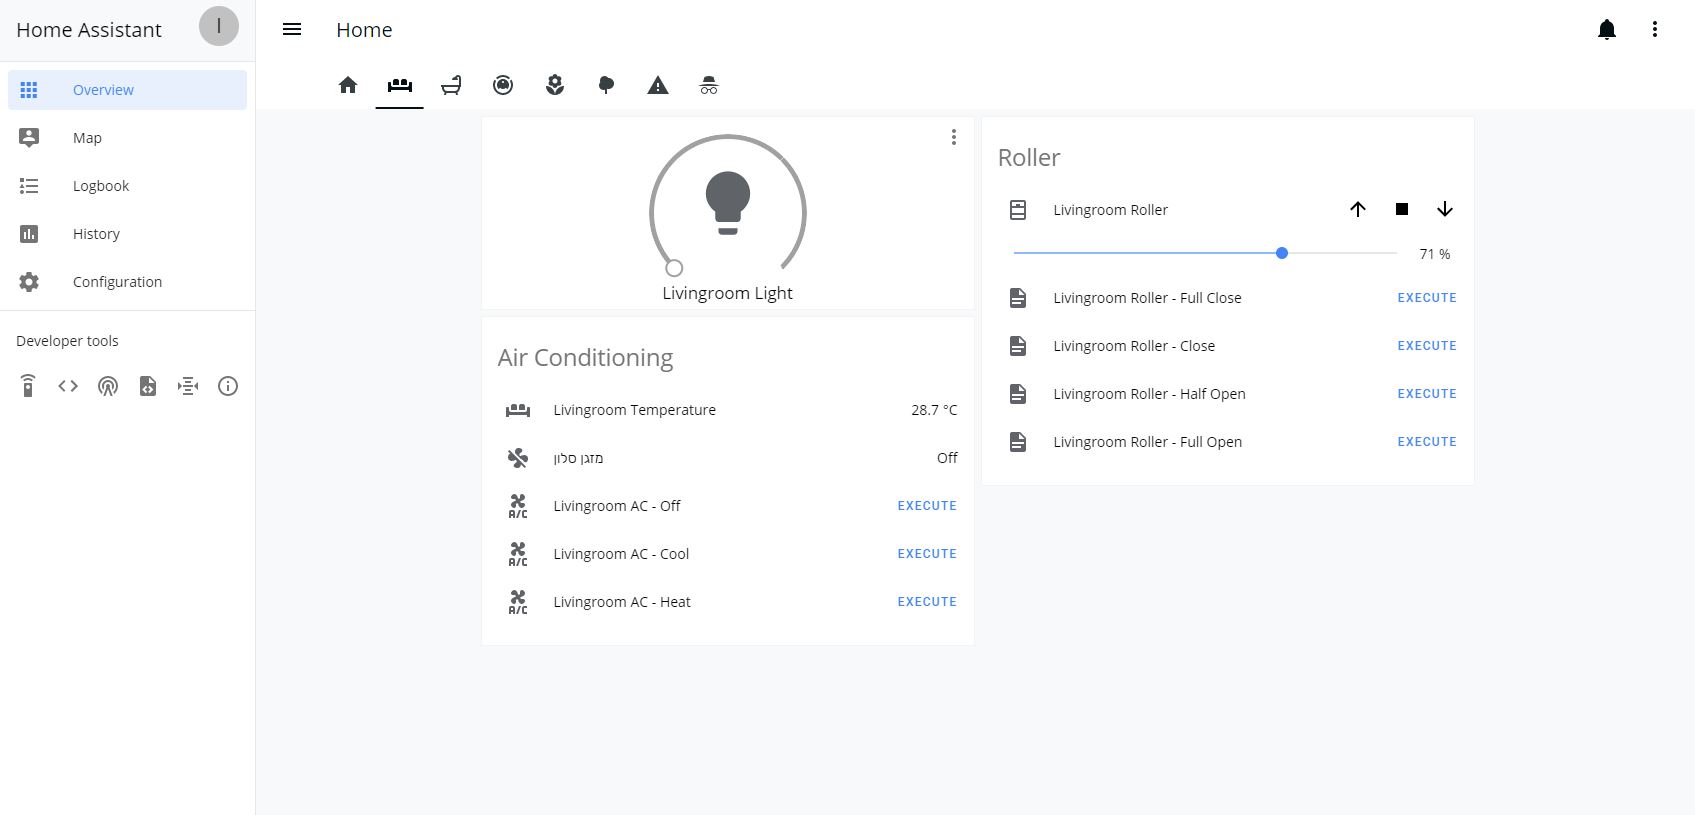 Home Assistant
I
Home
Overview
Map
Logbook
History
Configuration
Developer tools
Livingroom Light
Air Conditioning
Livingroom Temperature 28.7 °C
מזגן סלון Off
A/C Livingroom AC - Off EXECUTE
A/C Livingroom AC - Cool EXECUTE
A/C Livingroom AC - Heat EXECUTE
Roller
Livingroom Roller
71 %
Livingroom Roller - Full Close EXECUTE
Livingroom Roller - Close EXECUTE
Livingroom Roller - Half Open EXECUTE
Livingroom Roller - Full Open EXECUTE